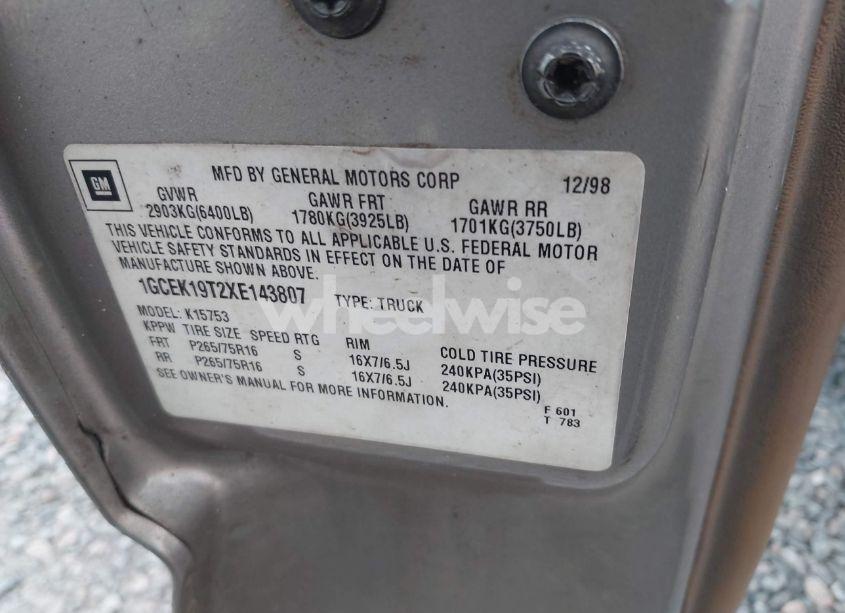 GM
MFD BY GENERAL MOTORS CORP 12/98
GVWR GAWR FRT GAWR RR
2903KG(6400LB) 1780KG(3925LB) 1701KG(3750LB)
THIS VEHICLE CONFORMS TO ALL APPLICABLE U.S. FEDERAL MOTOR
VEHICLE SAFETY STANDARDS IN EFFECT ON THE DATE OF
MANUFACTURE SHOWN ABOVE.
1GCEK19T2XE143807 TYPE: TRUCK
MODEL: K15753
KPPW TIRE SIZE SPEED RTG RIM COLD TIRE PRESSURE
FRT P265/75R16 S 16X7/6.5J 240KPA(35PSI)
RR P265/75R16 S 16X7/6.5J 240KPA(35PSI)
SEE OWNER'S MANUAL FOR MORE INFORMATION.
F 601
T 783
wheelwise